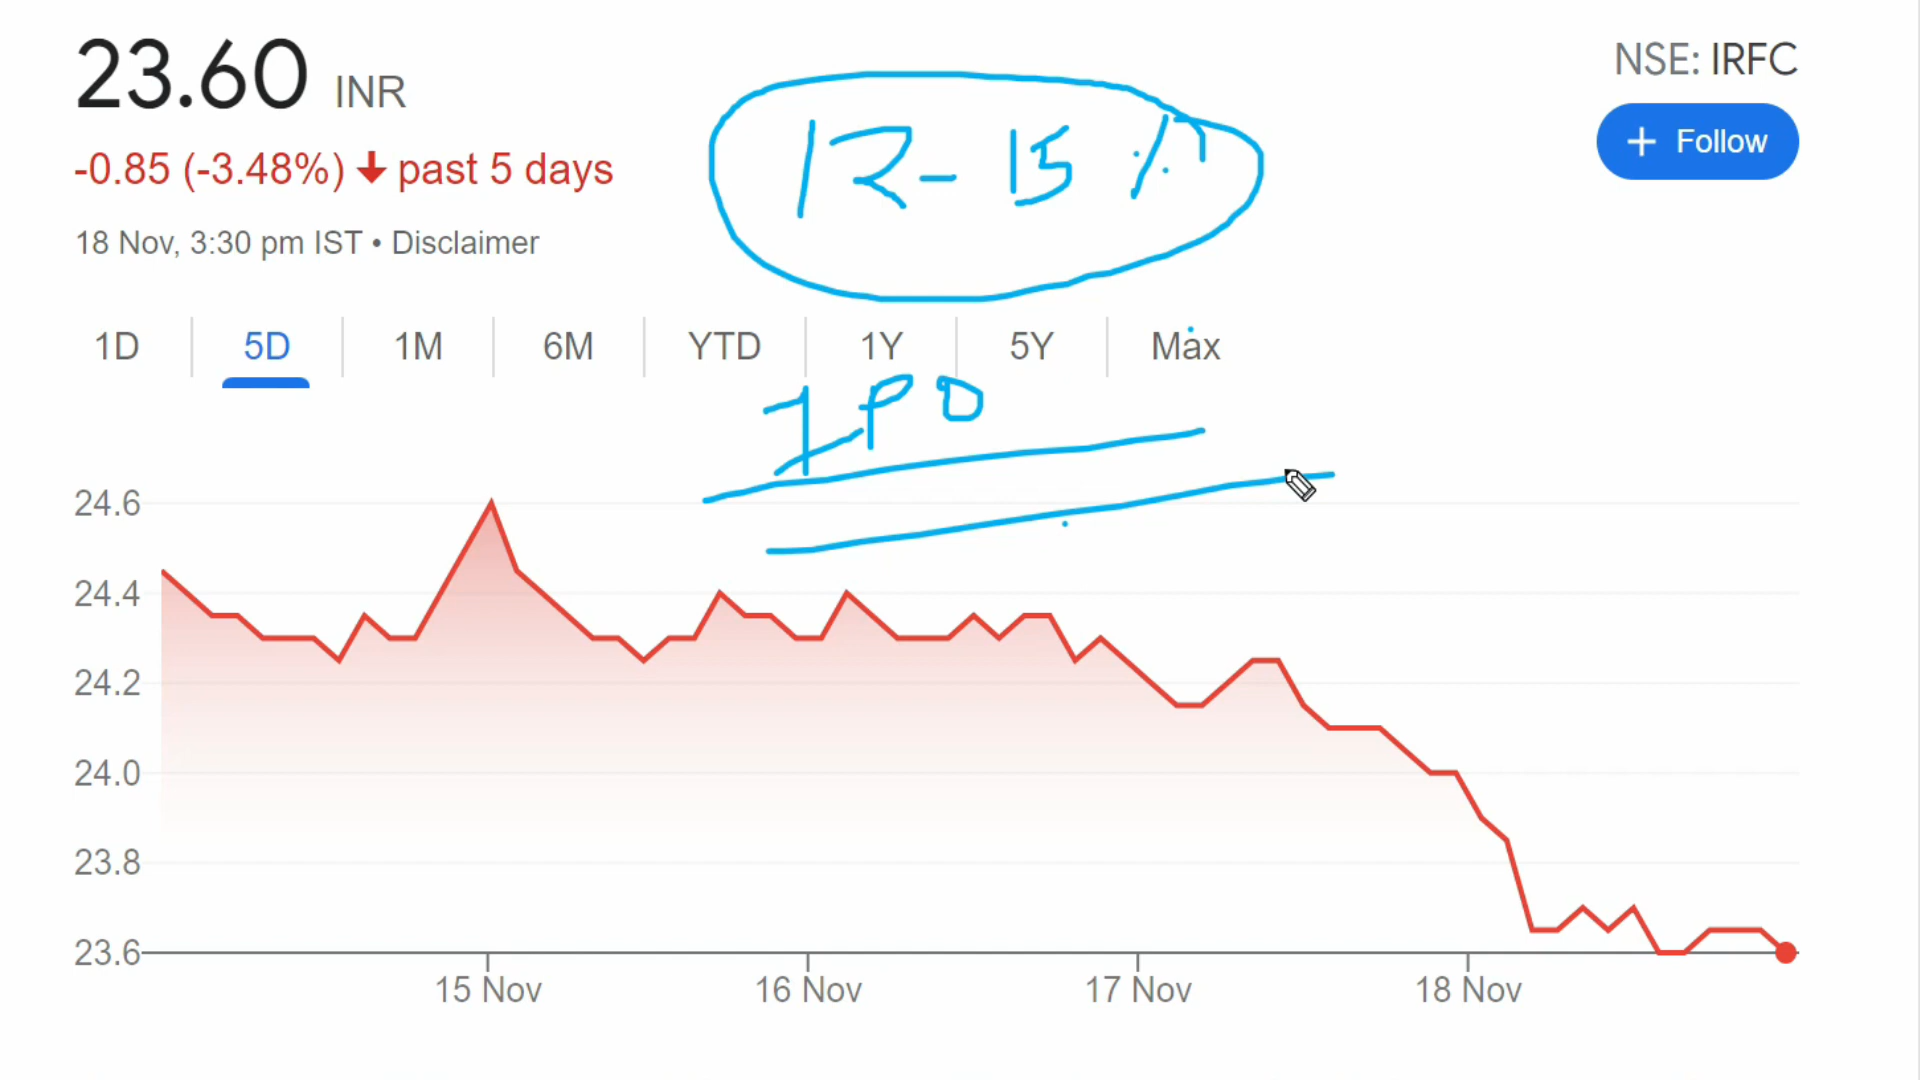 23.60 INR
NSE: IRFC
+ Follow
-0.85 (-3.48%) ↓ past 5 days
18 Nov, 3:30 pm IST • Disclaimer
12 - 15 %
1D 5D 1M 6M YTD 1Y 5Y Max
IPO
24.6
24.4
24.2
24.0
23.8
23.6
15 Nov 16 Nov 17 Nov 18 Nov